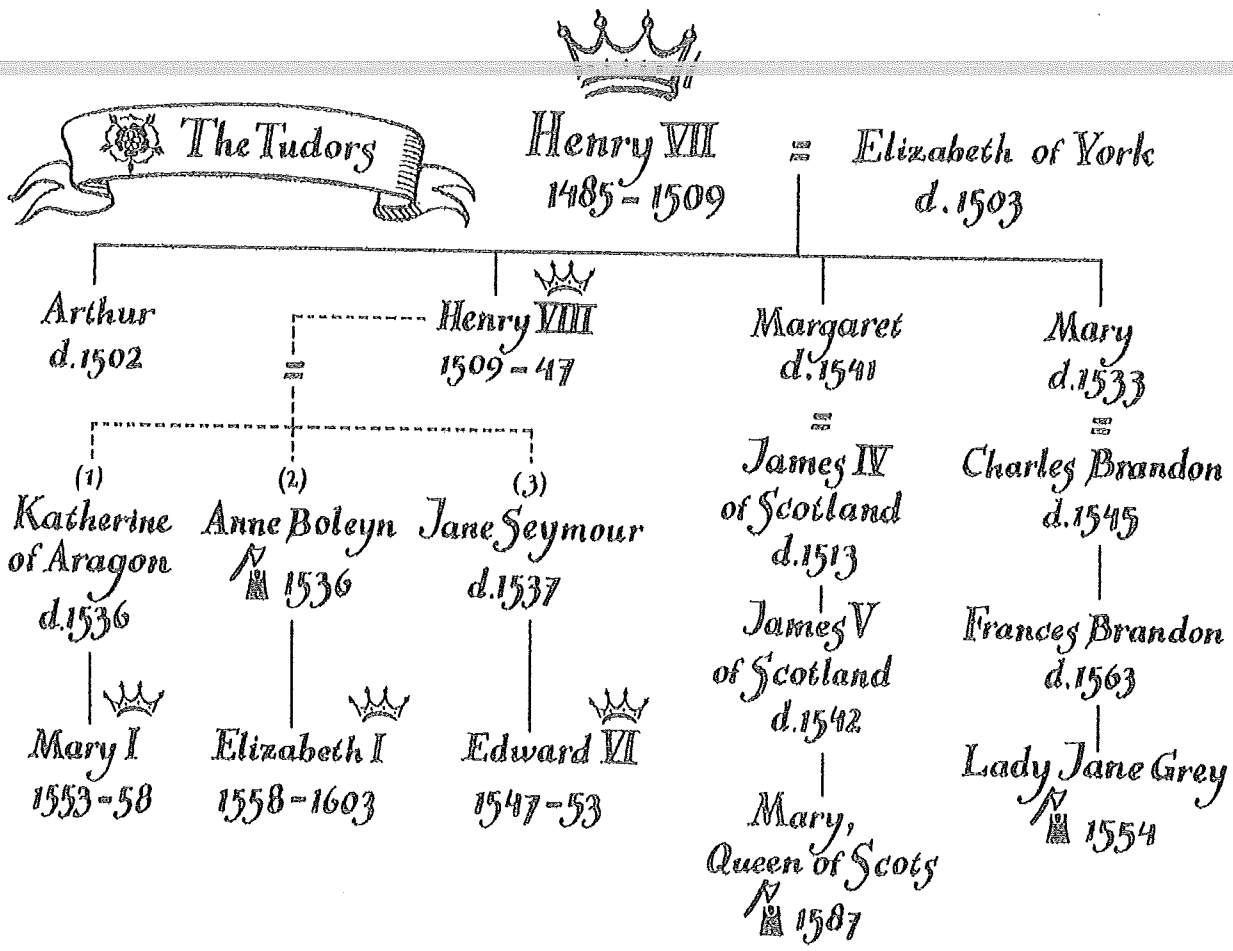 The Tudors
Henry VII = Elizabeth of York
1485 - 1509 d. 1503
Arthur
d. 1502
Henry VIII
1509 - 47
Margaret
d. 1541
=
James IV
of Scotland
d. 1513
James V
of Scotland
d. 1542
Mary,
Queen of Scots
1587
Mary
d. 1533
=
Charles Brandon
d. 1545
Frances Brandon
d. 1563
Lady Jane Grey
1554
=
(1)
Katherine
of Aragon
d. 1536
Mary I
1553 - 58
(2)
Anne Boleyn
1536
Elizabeth I
1558 - 1603
(3)
Jane Seymour
d. 1537
Edward VI
1547 - 53